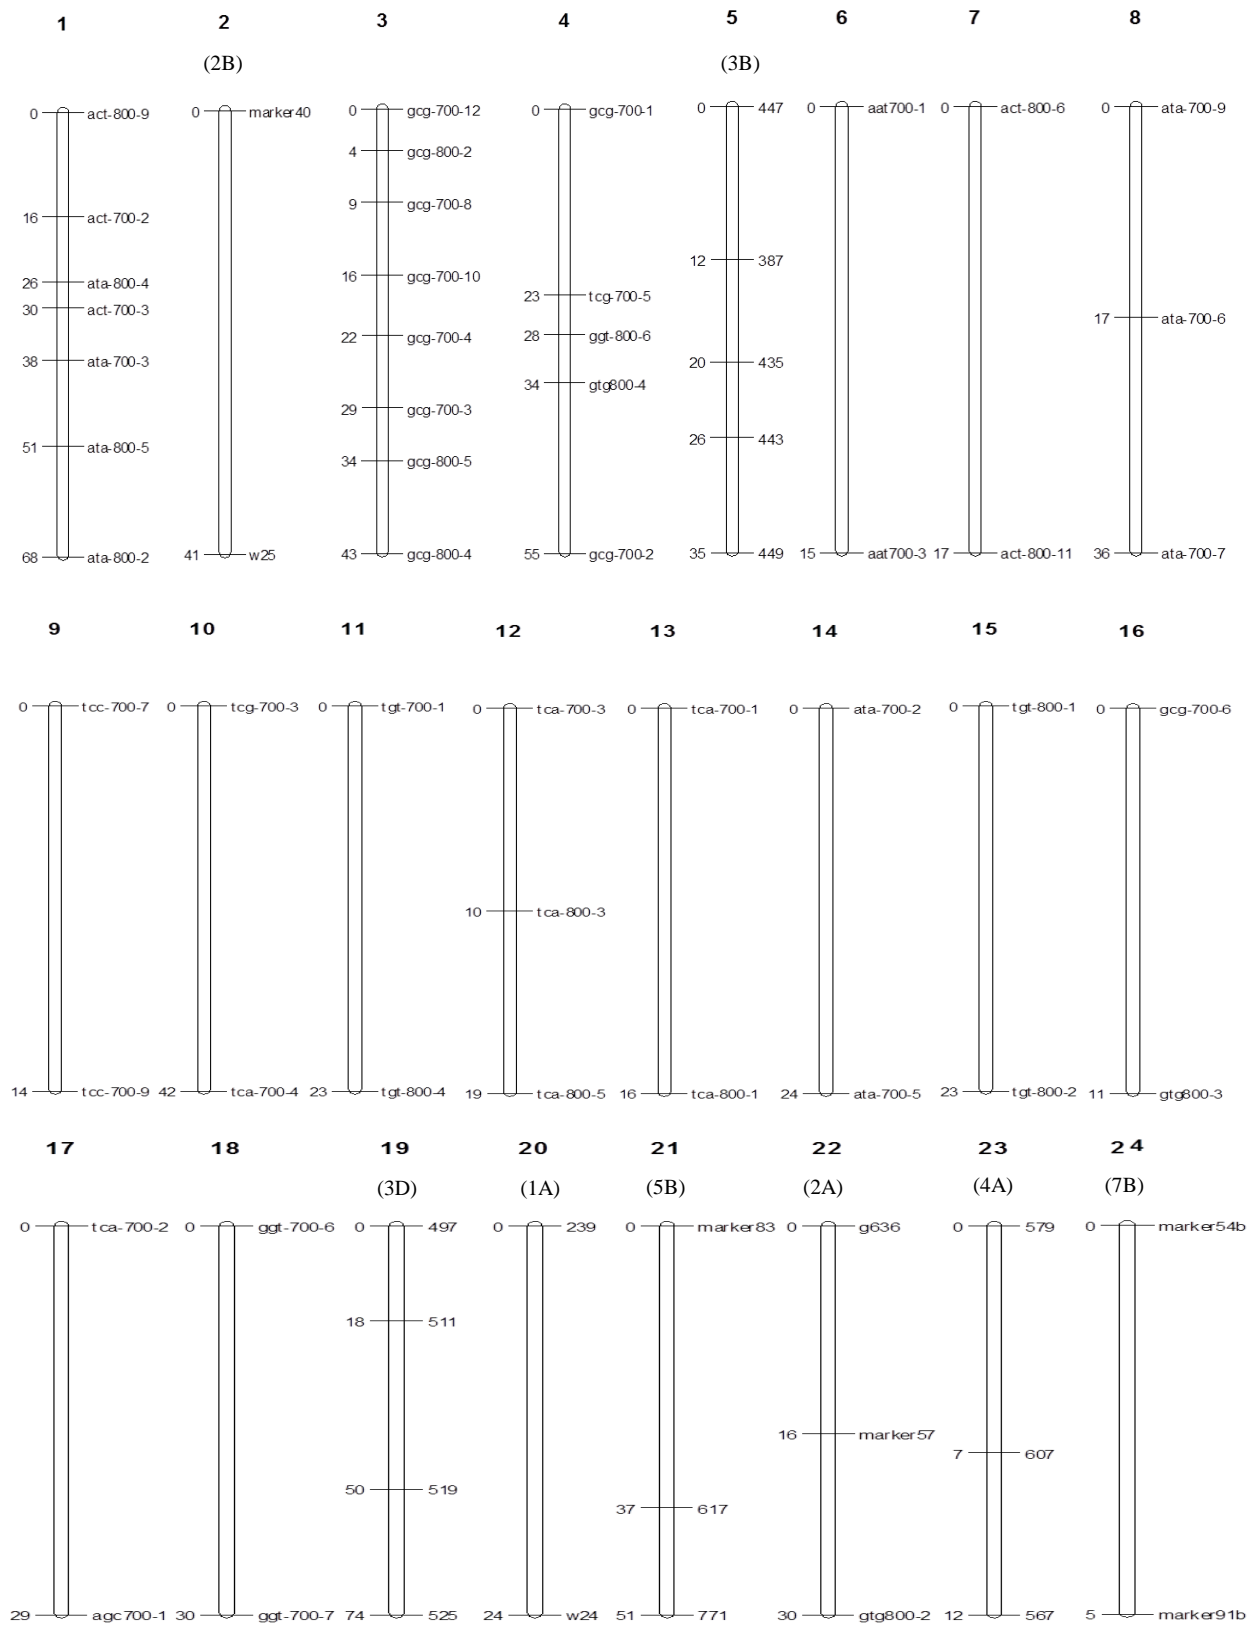 1 2 3 4 5 6 7 8
(2B) (3B)
0 act-800-9
16 act-700-2
26 ata-800-4
30 act-700-3
38 ata-700-3
51 ata-800-5
68 ata-800-2
0 marker40
41 w25
0 gcg-700-12
4 gcg-800-2
9 gcg-700-8
16 gcg-700-10
22 gcg-700-4
29 gcg-700-3
34 gcg-800-5
43 gcg-800-4
0 gcg-700-1
23 tcg-700-5
28 ggt-800-6
34 gtg800-4
55 gcg-700-2
0 447
12 387
20 435
26 443
35 449
0 aat700-1
15 aat700-3
0 act-800-6
17 act-800-11
0 ata-700-9
17 ata-700-6
36 ata-700-7
9 10 11 12 13 14 15 16
0 tcc-700-7
14 tcc-700-9
0 tcg-700-3
42 tca-700-4
0 tgt-700-1
23 tgt-800-4
0 tca-700-3
10 tca-800-3
19 tca-800-5
0 tca-700-1
16 tca-800-1
0 ata-700-2
24 ata-700-5
0 tgt-800-1
23 tgt-800-2
0 gcg-700-6
11 gtg800-3
17 18 19 20 21 22 23 24
(3D) (1A) (5B) (2A) (4A) (7B)
0 tca-700-2
29 agc700-1
0 ggt-700-6
30 ggt-700-7
0 497
18 511
50 519
74 525
0 239
24 w24
0 marker83
37 617
51 771
0 g636
16 marker57
30 gtg800-2
0 579
7 607
12 567
0 marker54b
5 marker91b